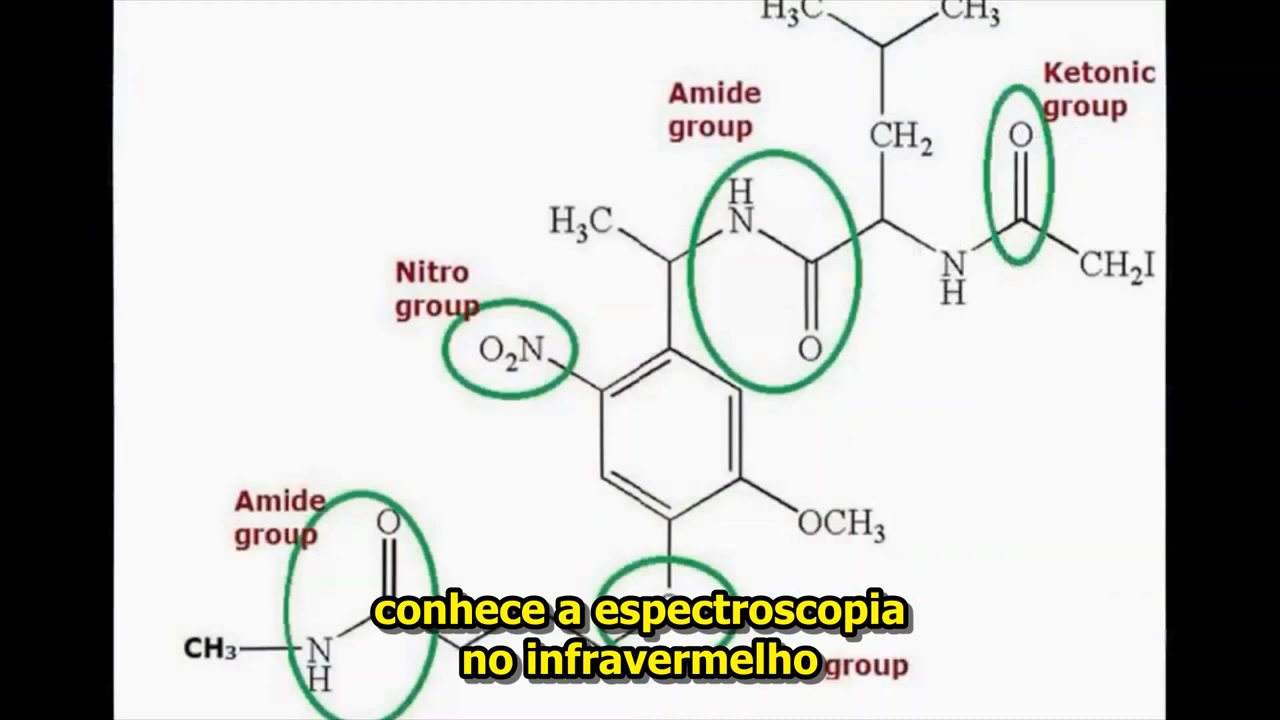 H₃C
CH₃
Ketonic
group
Amide
group
O
CH₂
H
N
H₃C
N
H
CH₂I
Nitro
group
O₂N
O
Amide
group
O
OCH₃
conhece a espectroscopia
no infravermelho
CH₃
N
H
group